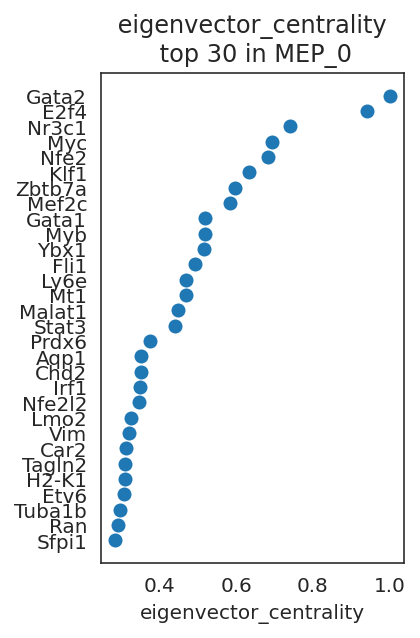 eigenvector_centrality
top 30 in MEP_0
Gata2
E2f4
Nr3c1
Myc
Nfe2
Klf1
Zbtb7a
Mef2c
Gata1
Myb
Ybx1
Fli1
Ly6e
Mt1
Malat1
Stat3
Prdx6
Aqp1
Chd2
Irf1
Nfe2l2
Lmo2
Vim
Car2
Tagln2
H2-K1
Etv6
Tuba1b
Ran
Sfpi1
0.4 0.6 0.8 1.0
eigenvector_centrality